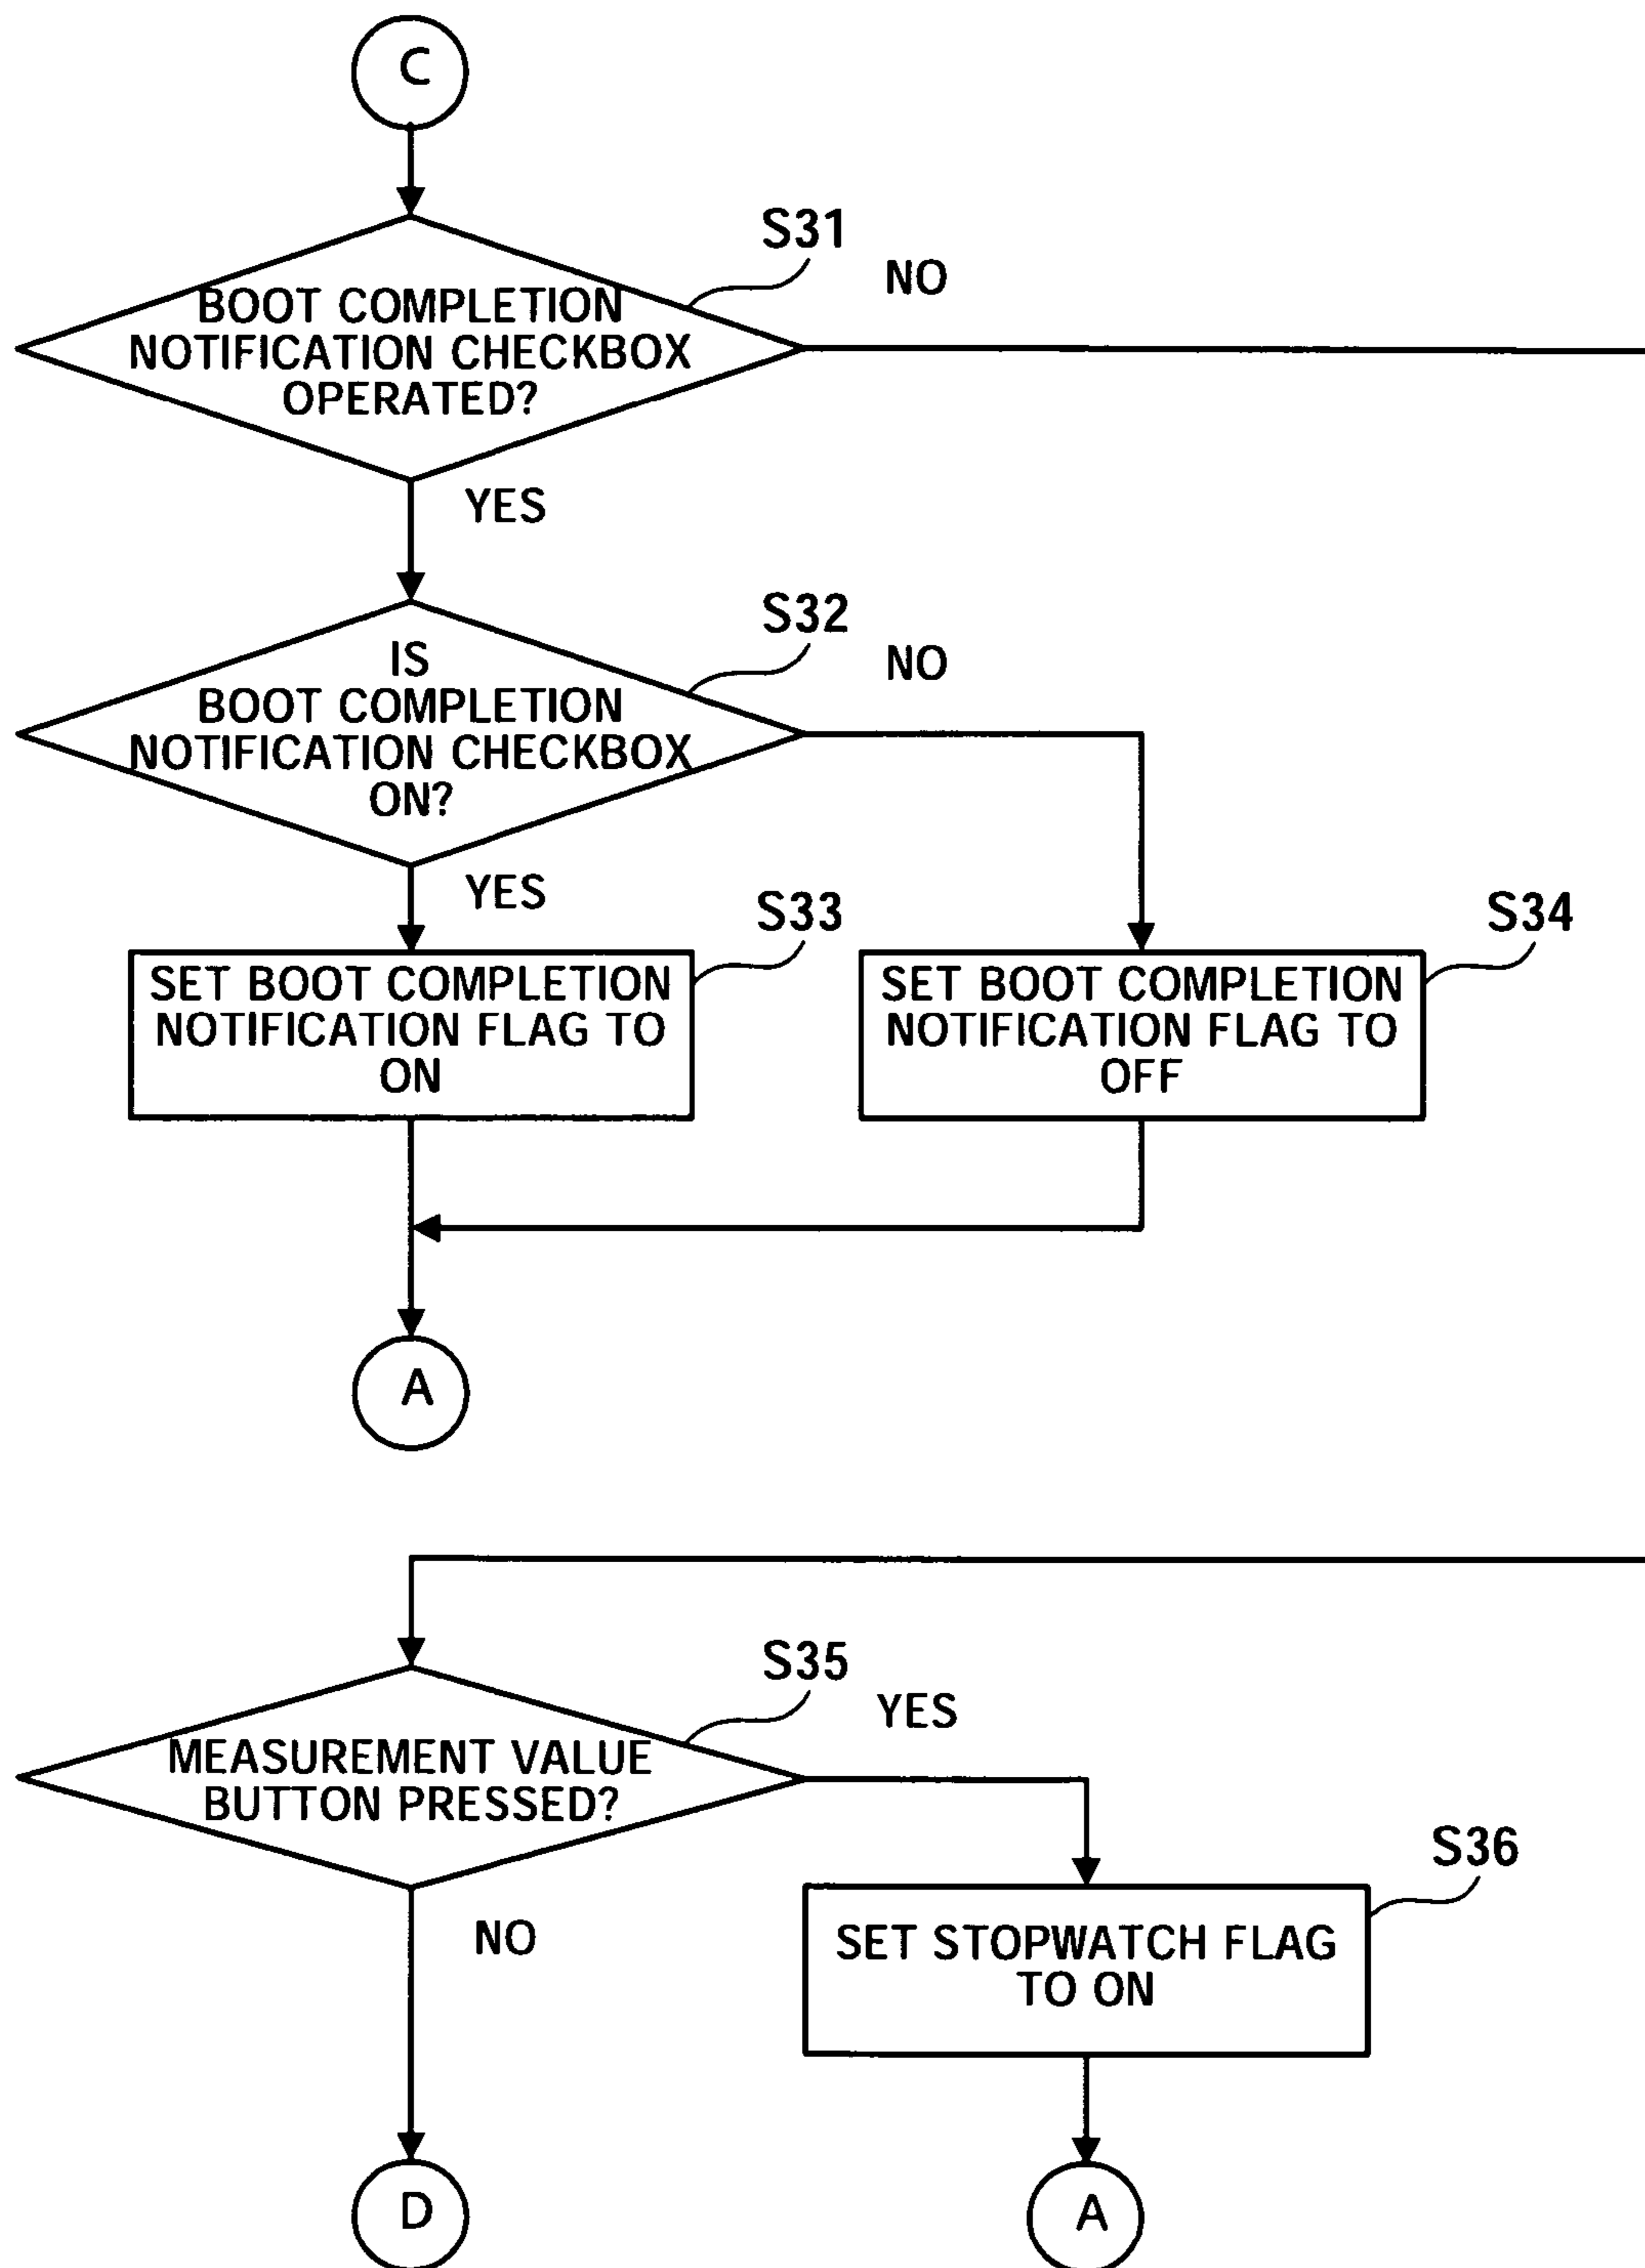 C
S31
NO
BOOT COMPLETION
NOTIFICATION CHECKBOX
OPERATED?
YES
S32
NO
IS
BOOT COMPLETION
NOTIFICATION CHECKBOX
ON?
YES
S33
S34
SET BOOT COMPLETION
NOTIFICATION FLAG TO
ON
SET BOOT COMPLETION
NOTIFICATION FLAG TO
OFF
A
S35
YES
MEASUREMENT VALUE
BUTTON PRESSED?
S36
NO
SET STOPWATCH FLAG
TO ON
D
A